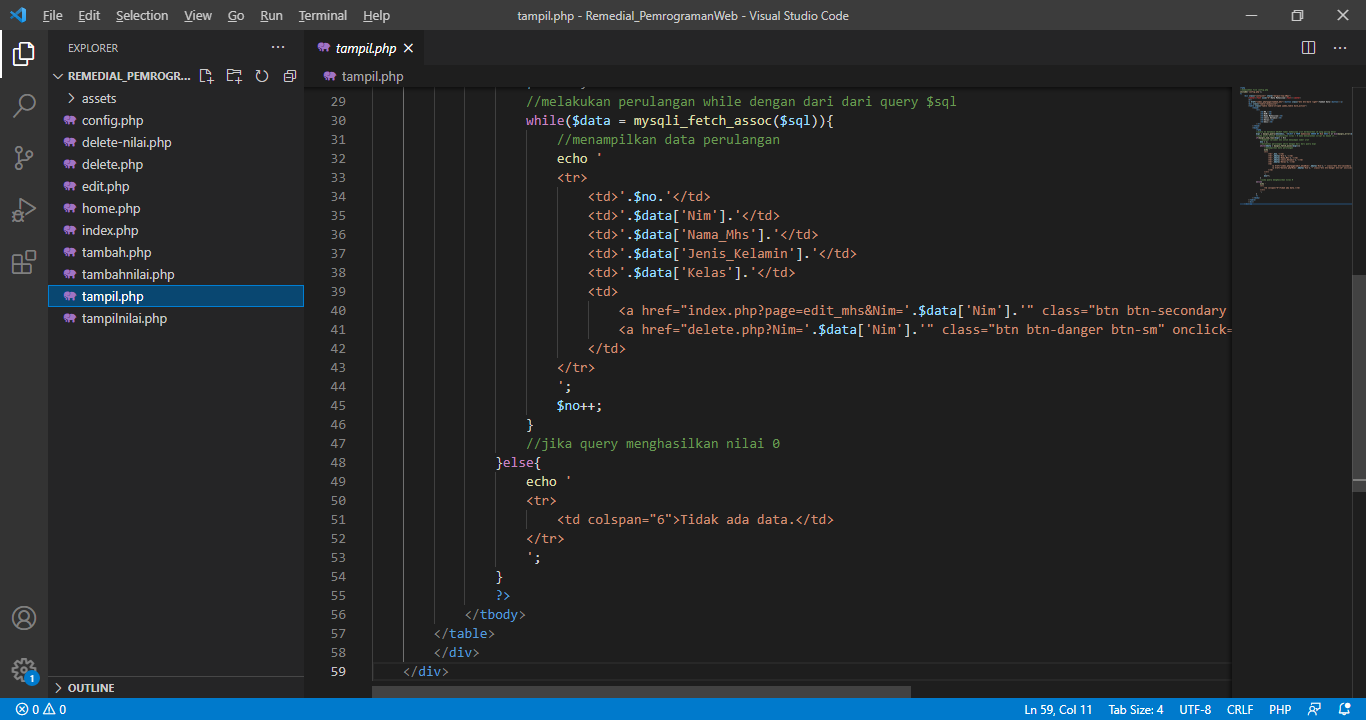 File Edit Selection View Go Run Terminal Help
tampil.php - Remedial_PemrogramanWeb - Visual Studio Code
EXPLORER
REMEDIAL_PEMROGR...
assets
config.php
delete-nilai.php
delete.php
edit.php
home.php
index.php
tambah.php
tambahnilai.php
tampil.php
tampilnilai.php
OUTLINE
tampil.php
tampil.php
29 //melakukan perulangan while dengan dari dari query $sql
30 while($data = mysqli_fetch_assoc($sql)){
31 //menampilkan data perulangan
32 echo '
33 <tr>
34 <td>'.$no.'</td>
35 <td>'.$data['Nim'].'</td>
36 <td>'.$data['Nama_Mhs'].'</td>
37 <td>'.$data['Jenis_Kelamin'].'</td>
38 <td>'.$data['Kelas'].'</td>
39 <td>
40 <a href="index.php?page=edit_mhs&Nim='.$data['Nim'].'" class="btn btn-secondary
41 <a href="delete.php?Nim='.$data['Nim'].'" class="btn btn-danger btn-sm" onclick=
42 </td>
43 </tr>
44 ';
45 $no++;
46 }
47 //jika query menghasilkan nilai 0
48 }else{
49 echo '
50 <tr>
51 <td colspan="6">Tidak ada data.</td>
52 </tr>
53 ';
54 }
55 ?>
56 </tbody>
57 </table>
58 </div>
59 </div>
1
0 0
Ln 59, Col 11 Tab Size: 4 UTF-8 CRLF PHP